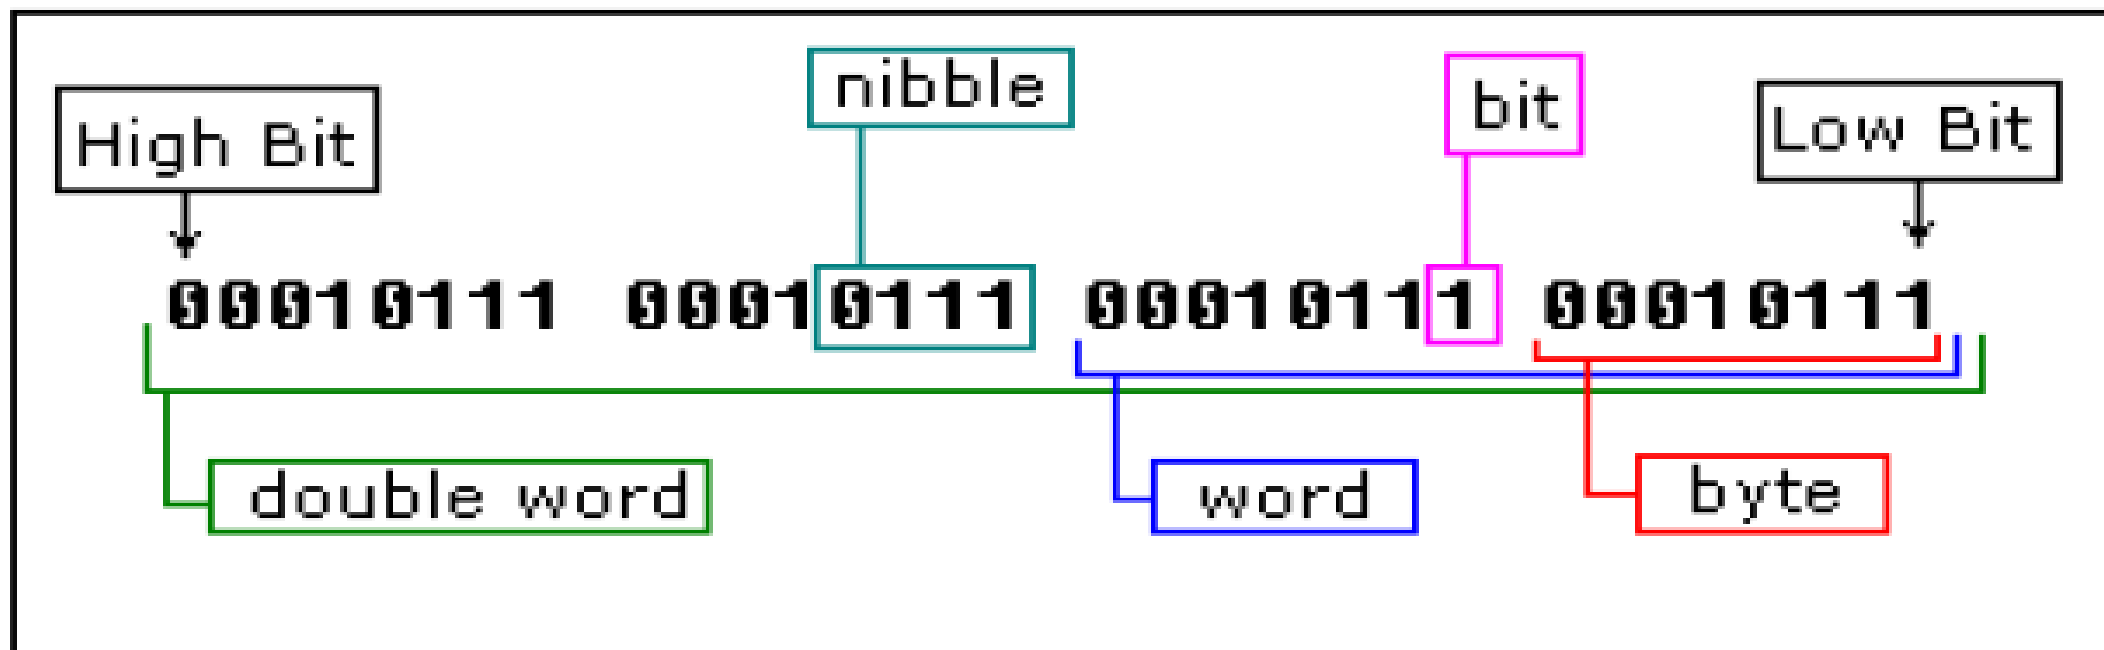 nibble
bit
High Bit
Low Bit
00010111 00010111 00010111 00010111
double word
word
byte